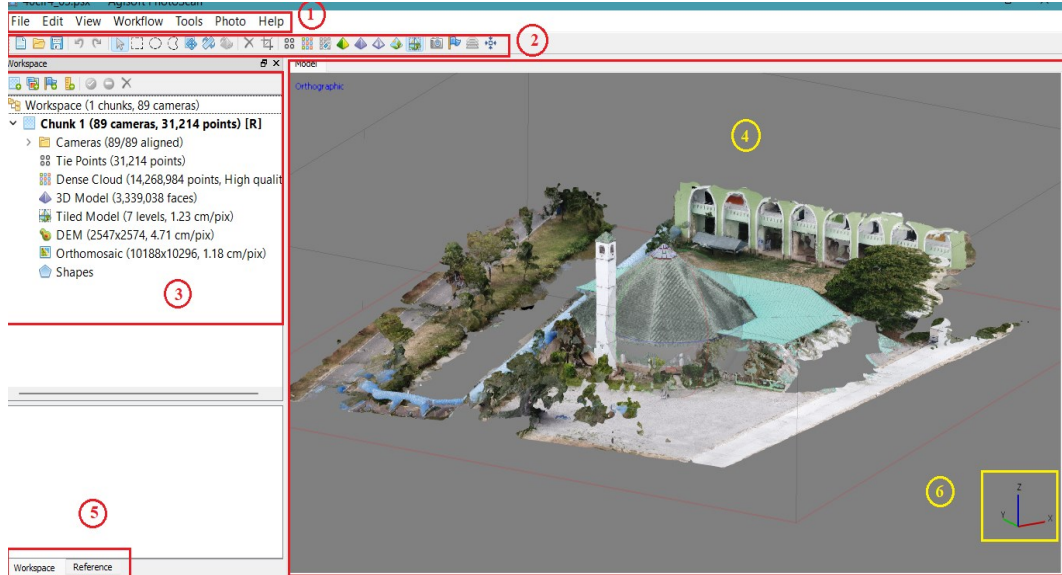 Agisoft PhotoScan
File Edit View Workflow Tools Photo Help
1
2
Workspace
Model
Workspace (1 chunks, 89 cameras)
Chunk 1 (89 cameras, 31,214 points) [R]
Cameras (89/89 aligned)
Tie Points (31,214 points)
Dense Cloud (14,268,984 points, High qualit
3D Model (3,339,038 faces)
Tiled Model (7 levels, 1.23 cm/pix)
DEM (2547x2574, 4.71 cm/pix)
Orthomosaic (10188x10296, 1.18 cm/pix)
Shapes
3
Orthographic
4
5
6
Z
Y
X
Workspace Reference